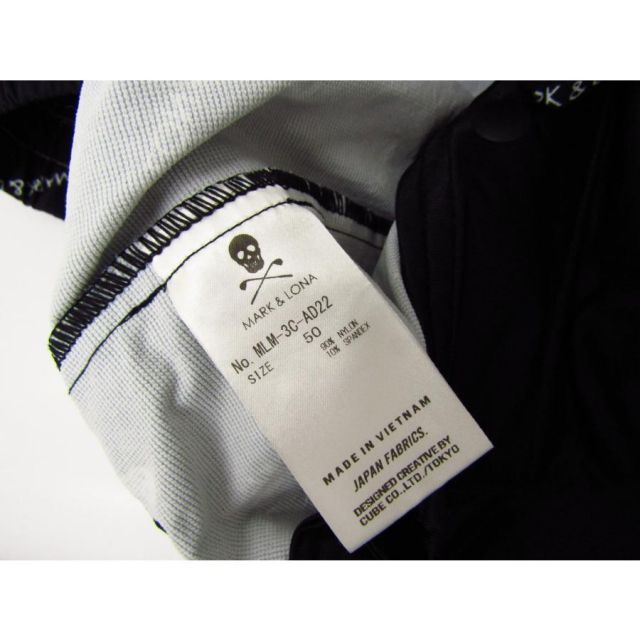 MARK & LONA
No. MLM-3C-AD22
SIZE 50 90% NYLON
10% SPANDEX
MADE IN VIETNAM
JAPAN FABRICS.
DESIGNED CREATIVE BY
CUBE CO., LTD./TOKYO